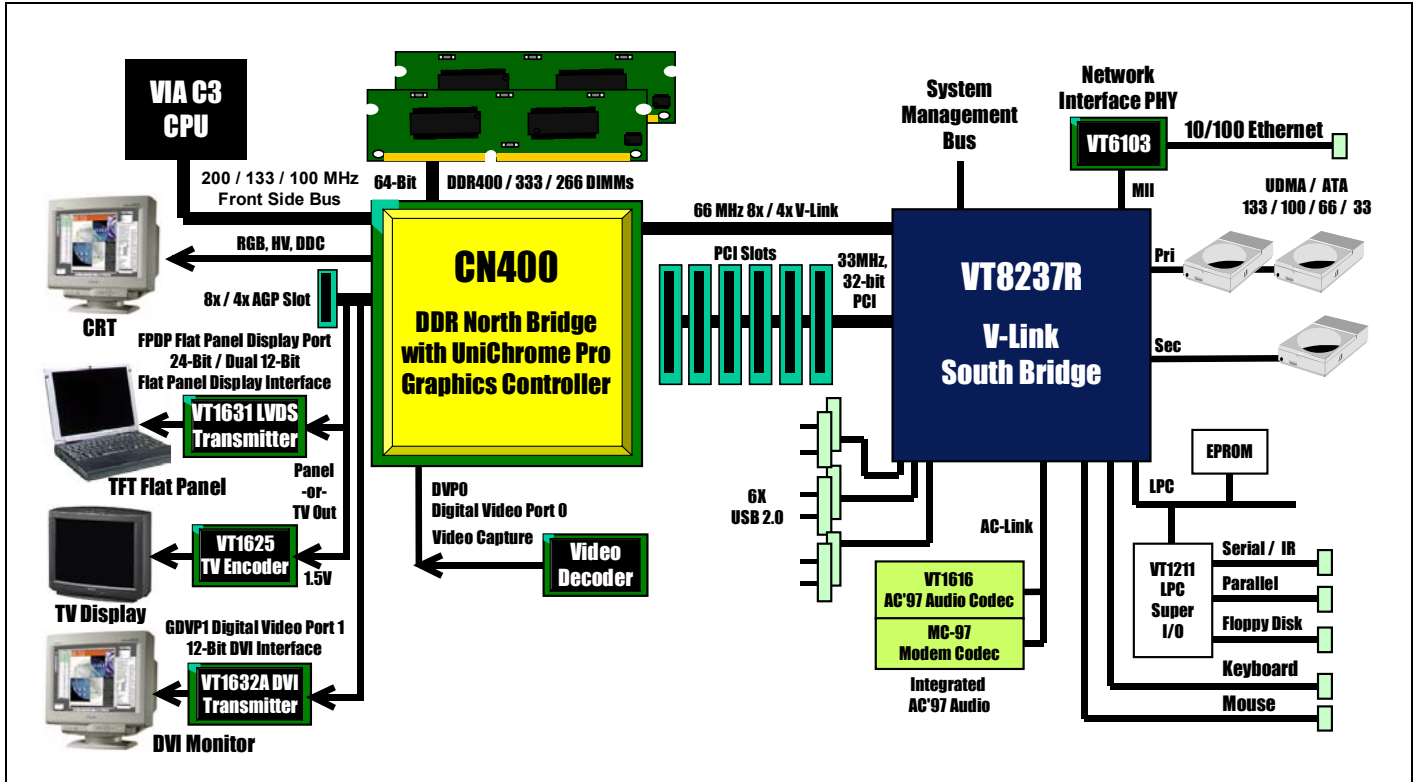 VIA C3
CPU
200 / 133 / 100 MHz
Front Side Bus
64-Bit
DDR400 / 333 / 266 DIMMs
System
Management
Bus
Network
Interface PHY
VT6103
10/100 Ethernet
MII
UDMA / ATA
133 / 100 / 66 / 33
Pri
Sec
RGB, HV, DDC
CRT
8x / 4x AGP Slot
CN400
DDR North Bridge
with UniChrome Pro
Graphics Controller
66 MHz 8x / 4x V-Link
PCI Slots
33MHz,
32-bit
PCI
VT8237R
V-Link
South Bridge
FPDP Flat Panel Display Port
24-Bit / Dual 12-Bit
Flat Panel Display Interface
VT1631 LVDS
Transmitter
TFT Flat Panel
Panel
-or-
TV Out
VT1625
TV Encoder
1.5V
TV Display
GDVP1 Digital Video Port 1
12-Bit DVI Interface
VT1632A DVI
Transmitter
DVI Monitor
DVP0
Digital Video Port 0
Video Capture
Video
Decoder
6X
USB 2.0
AC-Link
VT1616
AC'97 Audio Codec
MC-97
Modem Codec
Integrated
AC'97 Audio
EPROM
LPC
VT1211
LPC
Super
I/O
Serial / IR
Parallel
Floppy Disk
Keyboard
Mouse